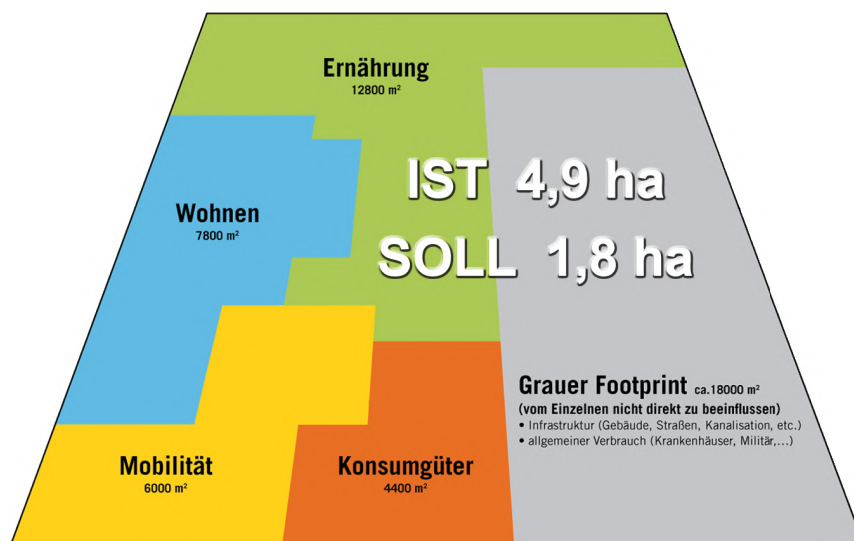 Ernährung
12800 m²
IST 4,9 ha
Wohnen
7800 m²
SOLL 1,8 ha
Grauer Footprint ca.18000 m²
(vom Einzelnen nicht direkt zu beeinflussen)
• Infrastruktur (Gebäude, Straßen, Kanalisation, etc.)
• allgemeiner Verbrauch (Krankenhäuser, Militär,...)
Mobilität
6000 m²
Konsumgüter
4400 m²